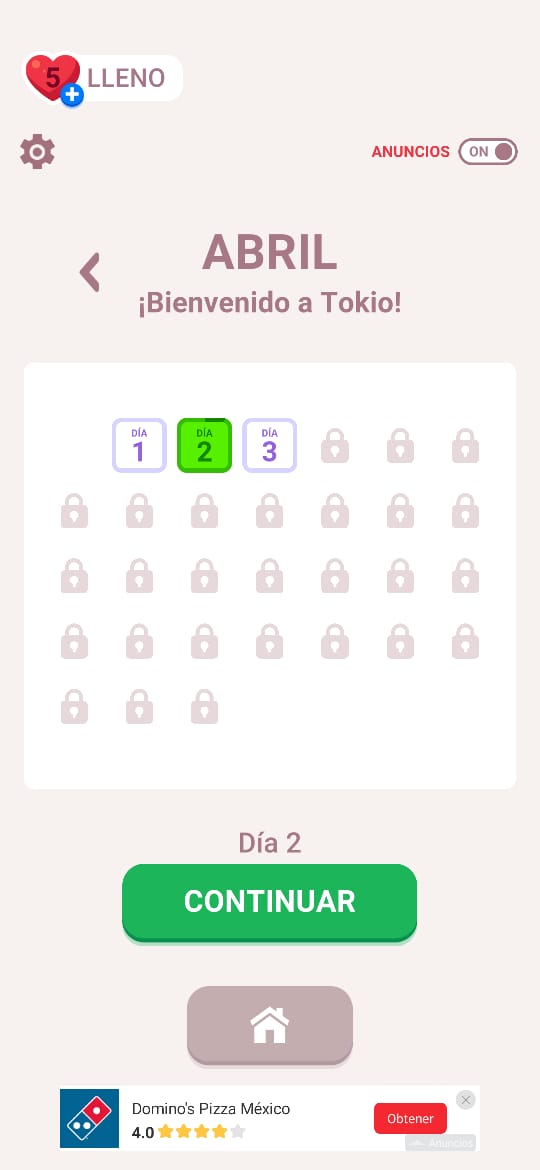 5 LLENO
ANUNCIOS ON
ABRIL
¡Bienvenido a Tokio!
DÍA DÍA DÍA
1 2 3
Día 2
CONTINUAR
Domino's Pizza México
4.0
Obtener
Anuncios